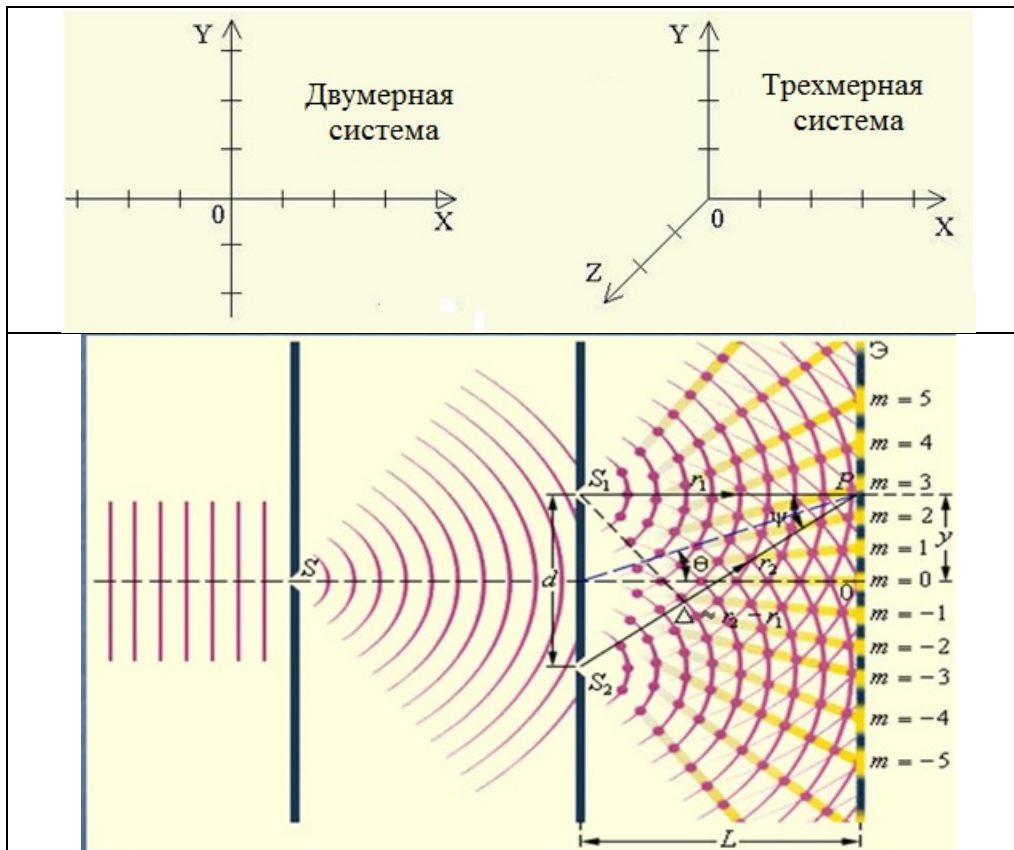 Y
Двумерная
система
0
X
Y
Трехмерная
система
0
X
Z
Э
m = 5
m = 4
S₁
r₁
P
m = 3
ψ
m = 2
y
m = 1
S
d
θ
r₂
0
m = 0
Δ ≈ r₂ − r₁
m = −1
m = −2
S₂
m = −3
m = −4
m = −5
L